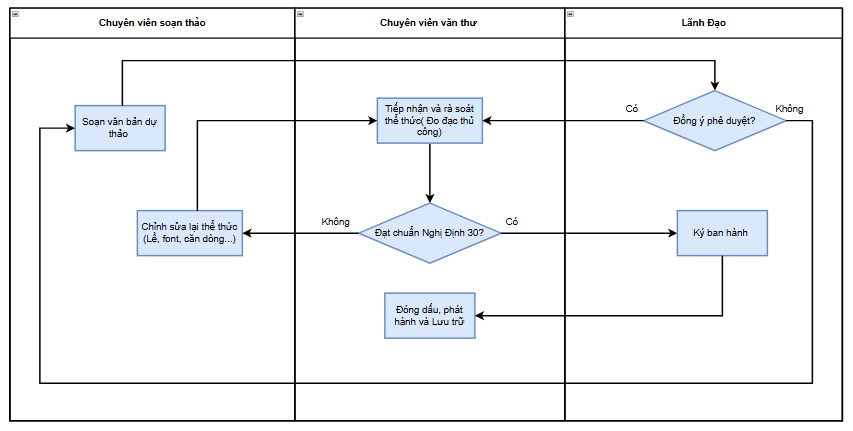 Chuyên viên soạn thảo
Chuyên viên văn thư
Lãnh Đạo
Soạn văn bản dự
thảo
Tiếp nhận và rà soát
thể thức( Đo đạc thủ
công)
Có
Đồng ý phê duyệt?
Không
Chỉnh sửa lại thể thức
(Lề, font, căn dòng...)
Không
Đạt chuẩn Nghị Định 30?
Có
Ký ban hành
Đóng dấu, phát
hành và Lưu trữ